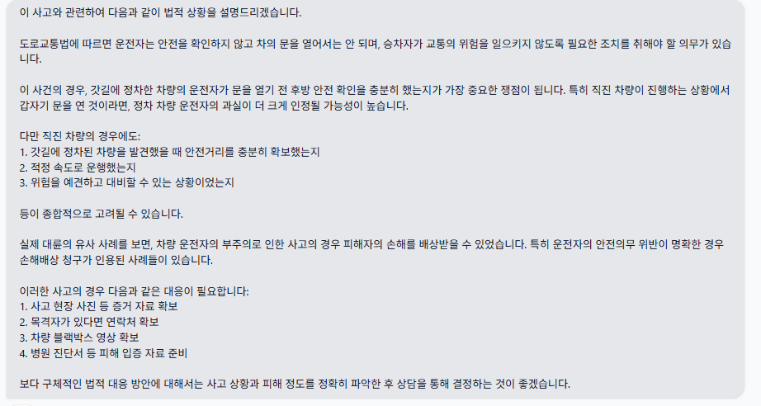 이 사고와 관련하여 다음과 같이 법적 상황을 설명드리겠습니다.
도로교통법에 따르면 운전자는 안전을 확인하지 않고 차의 문을 열어서는 안 되며, 승차자가 교통의 위험을 일으키지 않도록 필요한 조치를 취해야 할 의무가 있습
니다.
이 사건의 경우, 갓길에 정차한 차량의 운전자가 문을 열기 전 후방 안전 확인을 충분히 했는지가 가장 중요한 쟁점이 됩니다. 특히 직진 차량이 진행하는 상황에서
갑자기 문을 연 것이라면, 정차 차량 운전자의 과실이 더 크게 인정될 가능성이 높습니다.
다만 직진 차량의 경우에도:
1. 갓길에 정차된 차량을 발견했을 때 안전거리를 충분히 확보했는지
2. 적정 속도로 운행했는지
3. 위험을 예견하고 대비할 수 있는 상황이었는지
등이 종합적으로 고려될 수 있습니다.
실제 대륜의 유사 사례를 보면, 차량 운전자의 부주의로 인한 사고의 경우 피해자의 손해를 배상받을 수 있었습니다. 특히 운전자의 안전의무 위반이 명확한 경우
손해배상 청구가 인용된 사례들이 있습니다.
이러한 사고의 경우 다음과 같은 대응이 필요합니다:
1. 사고 현장 사진 등 증거 자료 확보
2. 목격자가 있다면 연락처 확보
3. 차량 블랙박스 영상 확보
4. 병원 진단서 등 피해 입증 자료 준비
보다 구체적인 법적 대응 방안에 대해서는 사고 상황과 피해 정도를 정확히 파악한 후 상담을 통해 결정하는 것이 좋겠습니다.